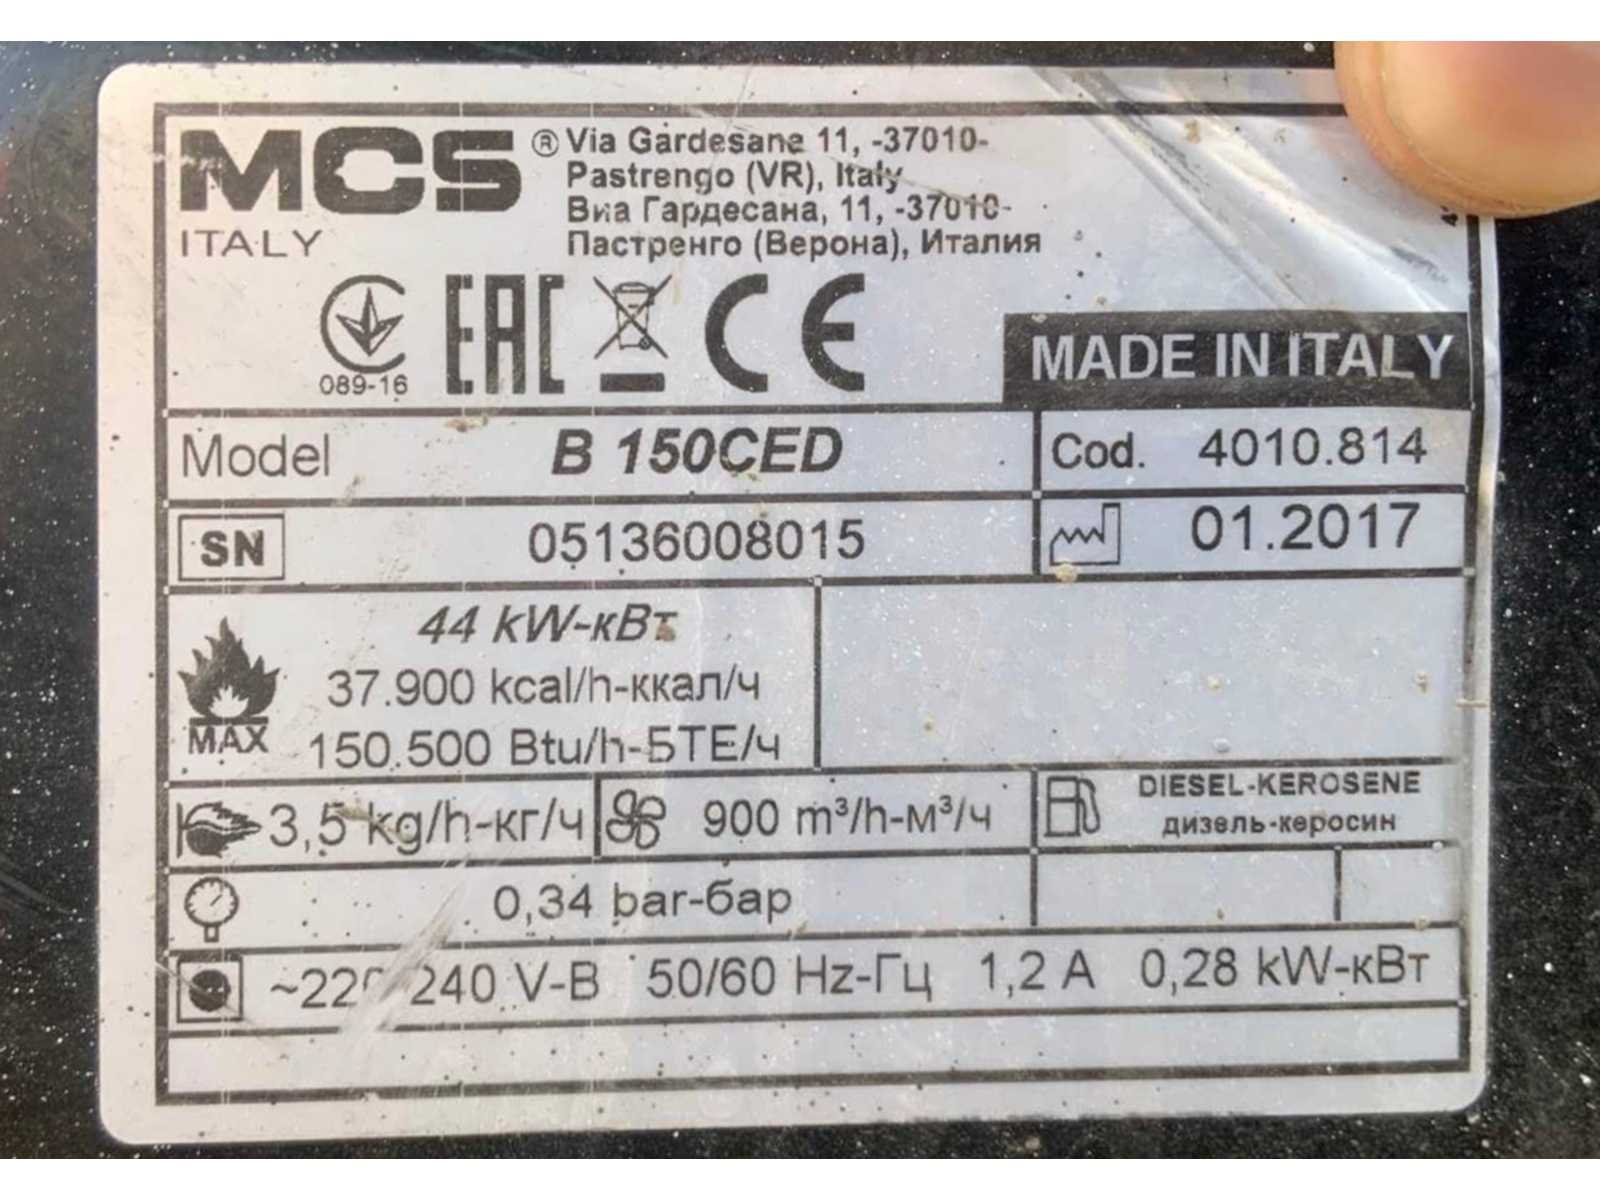 MCS ® Via Gardesana 11, -37010-
ITALY Pastrengo (VR), Italy
Виа Гардесана, 11, -37010-
Пастренго (Верона), Италия
089-16 EAC CE
MADE IN ITALY
Model B 150CED Cod. 4010.814
SN 05136008015 01.2017
44 kW-кВт
37.900 kcal/h-ккал/ч
MAX 150.500 Btu/h-БТЕ/ч
3,5 kg/h-кг/ч 900 m³/h-м³/ч DIESEL-KEROSENE
дизель-керосин
0,34 bar-бар
240 V-В 50/60 Hz-Гц 1,2 A 0,28 kW-кВт